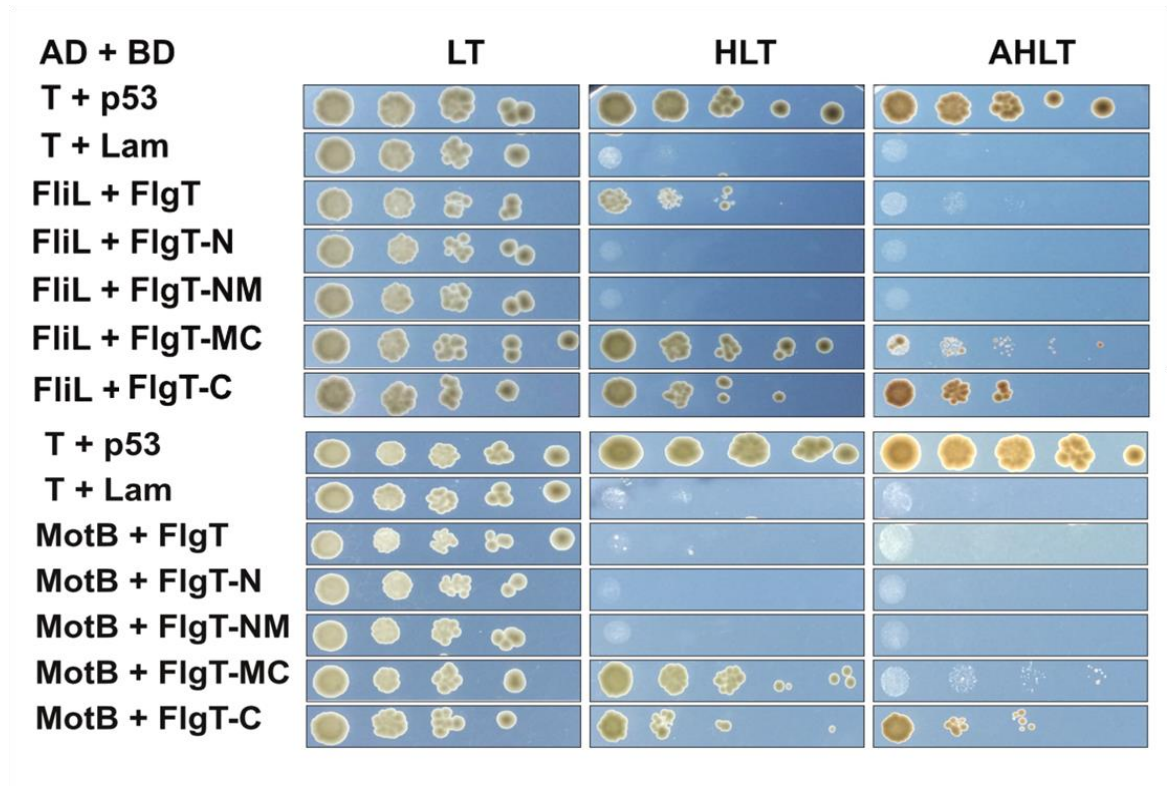 AD + BD LT HLT AHLT
T + p53
T + Lam
FliL + FlgT
FliL + FlgT-N
FliL + FlgT-NM
FliL + FlgT-MC
FliL + FlgT-C
T + p53
T + Lam
MotB + FlgT
MotB + FlgT-N
MotB + FlgT-NM
MotB + FlgT-MC
MotB + FlgT-C